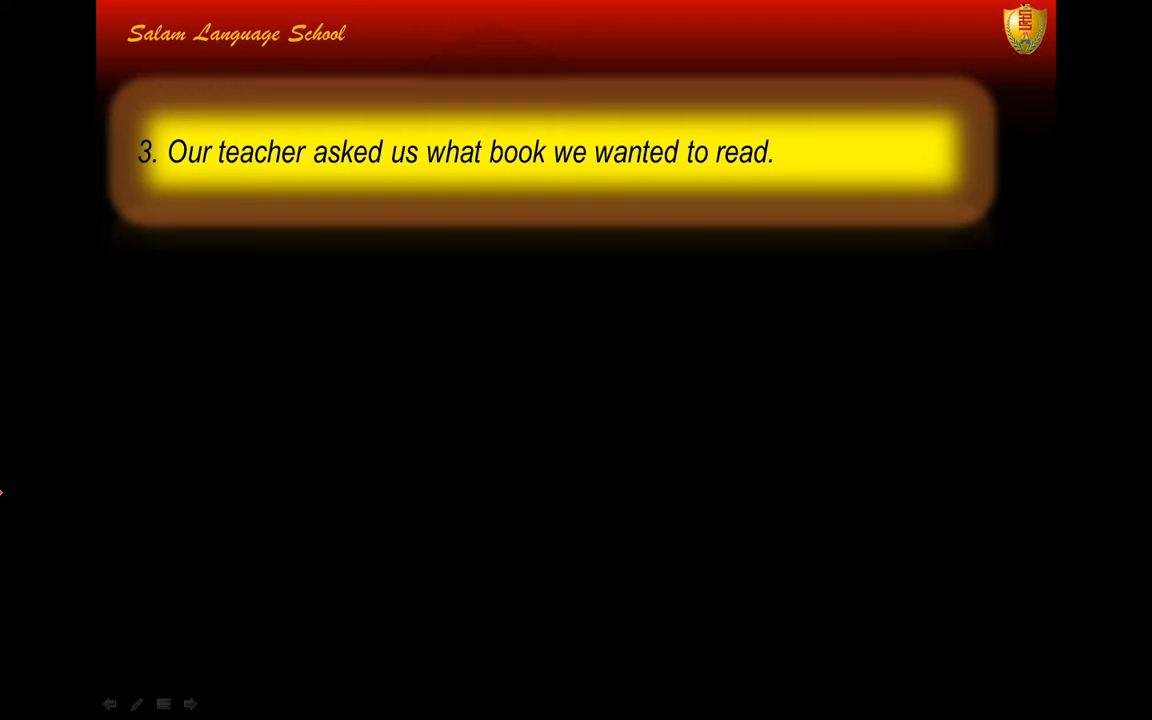 Salam Language School
3. Our teacher asked us what book we wanted to read.